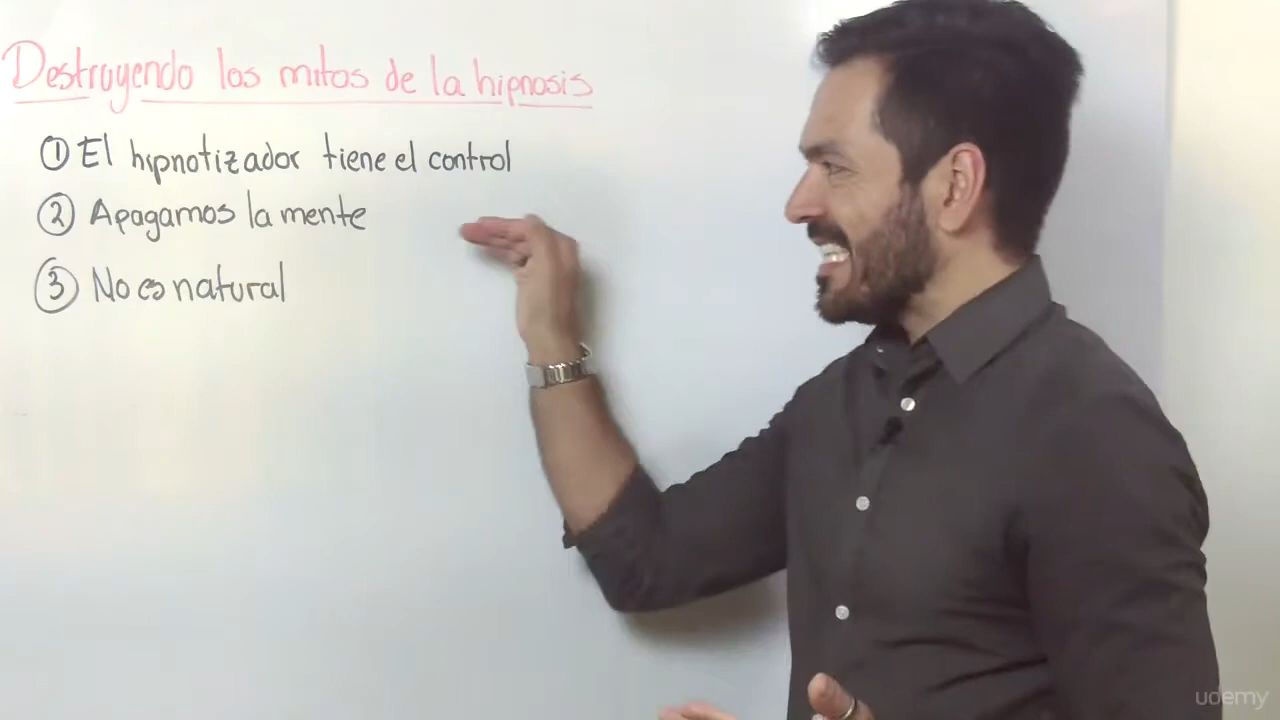 Destruyendo los mitos de la hipnosis
① El hipnotizador tiene el control
② Apagamos la mente
③ No es natural
udemy